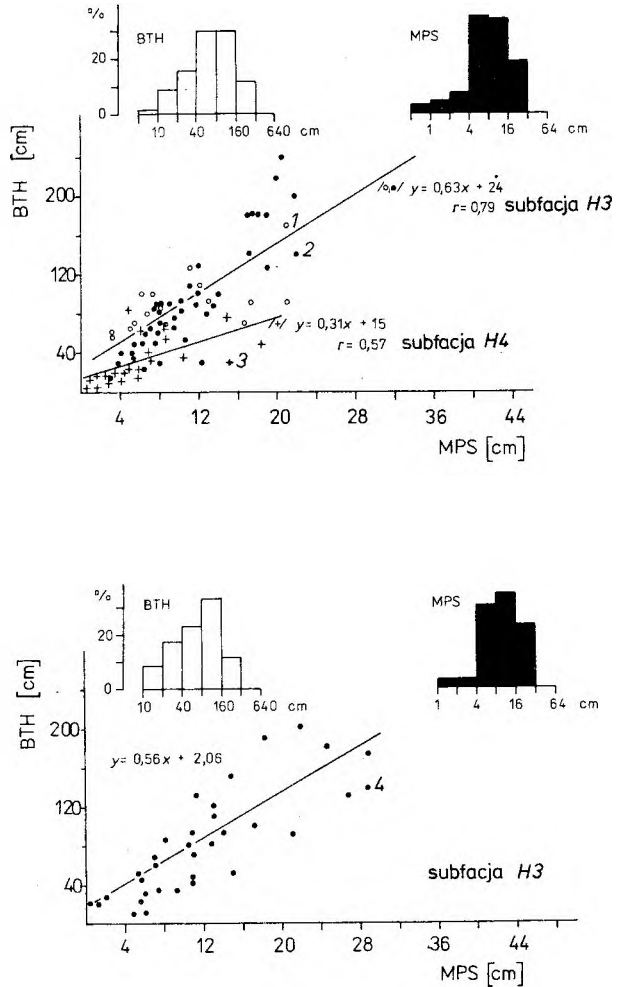 %
BTH
20
0
10 40 160 640 cm
MPS
1 4 16 64 cm
BTH [cm]
200
120
40
1
2
3
/○,●/ y = 0,63x + 24
r = 0,79 subfacja H3
/+/ y = 0,31x + 15
r = 0,57 subfacja H4
4 12 20 28 36 44
MPS [cm]
%
BTH
20
0
10 40 160 640 cm
MPS
1 4 16 64 cm
BTH [cm]
200
120
40
y = 0,56x + 2,06
4
subfacja H3
4 12 20 28 36 44
MPS [cm]